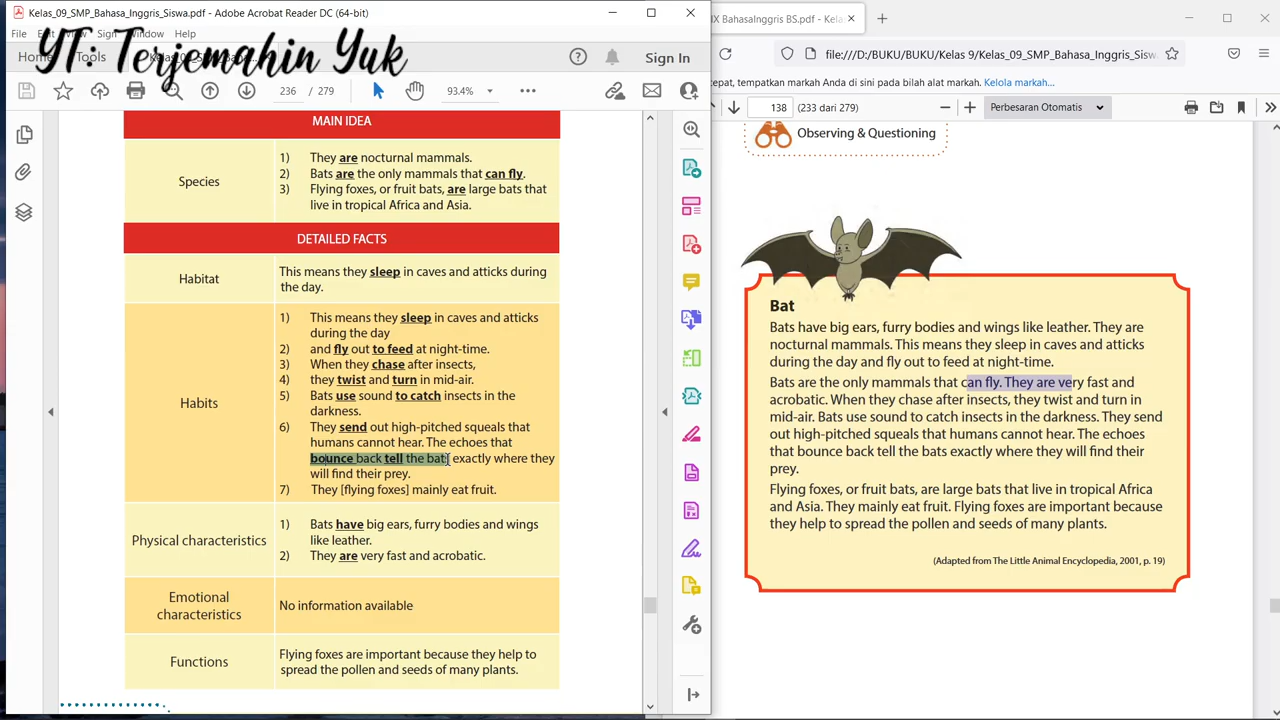 Kelas_09_SMP_Bahasa_Inggris_Siswa.pdf - Adobe Acrobat Reader DC (64-bit)
File Edit View Sign Window Help
YT: Terjemahin Yuk
Home Tools
Sign In
236 / 279
93.4%
MAIN IDEA
Species
1) They are nocturnal mammals.
2) Bats are the only mammals that can fly.
3) Flying foxes, or fruit bats, are large bats that
live in tropical Africa and Asia.
DETAILED FACTS
Habitat
This means they sleep in caves and atticks during
the day.
Habits
1) This means they sleep in caves and atticks
during the day
2) and fly out to feed at night-time.
3) When they chase after insects,
4) they twist and turn in mid-air.
5) Bats use sound to catch insects in the
darkness.
6) They send out high-pitched squeals that
humans cannot hear. The echoes that
bounce back tell the bats exactly where they
will find their prey.
7) They [flying foxes] mainly eat fruit.
Physical characteristics
1) Bats have big ears, furry bodies and wings
like leather.
2) They are very fast and acrobatic.
Emotional
characteristics
No information available
Functions
Flying foxes are important because they help to
spread the pollen and seeds of many plants.
IX BahasaInggris BS.pdf
file:///D:/BUKU/Kelas 9/Kelas_09_SMP_Bahasa_Inggris_Sisw
cepat, tempatkan markah Anda di sini pada bilah alat markah. Kelola markah...
138 (233 dari 279)
Perbesaran Otomatis
Observing & Questioning
Bat
Bats have big ears, furry bodies and wings like leather. They are
nocturnal mammals. This means they sleep in caves and atticks
during the day and fly out to feed at night-time.
Bats are the only mammals that can fly. They are very fast and
acrobatic. When they chase after insects, they twist and turn in
mid-air. Bats use sound to catch insects in the darkness. They send
out high-pitched squeals that humans cannot hear. The echoes
that bounce back tell the bats exactly where they will find their
prey.
Flying foxes, or fruit bats, are large bats that live in tropical Africa
and Asia. They mainly eat fruit. Flying foxes are important because
they help to spread the pollen and seeds of many plants.
(Adapted from The Little Animal Encyclopedia, 2001, p. 19)